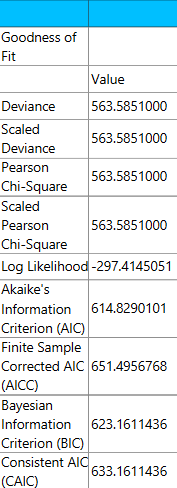 Goodness of
Fit
Value
Deviance 563.5851000
Scaled
Deviance 563.5851000
Pearson
Chi-Square 563.5851000
Scaled
Pearson
Chi-Square 563.5851000
Log Likelihood -297.4145051
Akaike's
Information
Criterion (AIC) 614.8290101
Finite Sample
Corrected AIC
(AICC) 651.4956768
Bayesian
Information
Criterion (BIC) 623.1611436
Consistent AIC
(CAIC) 633.1611436